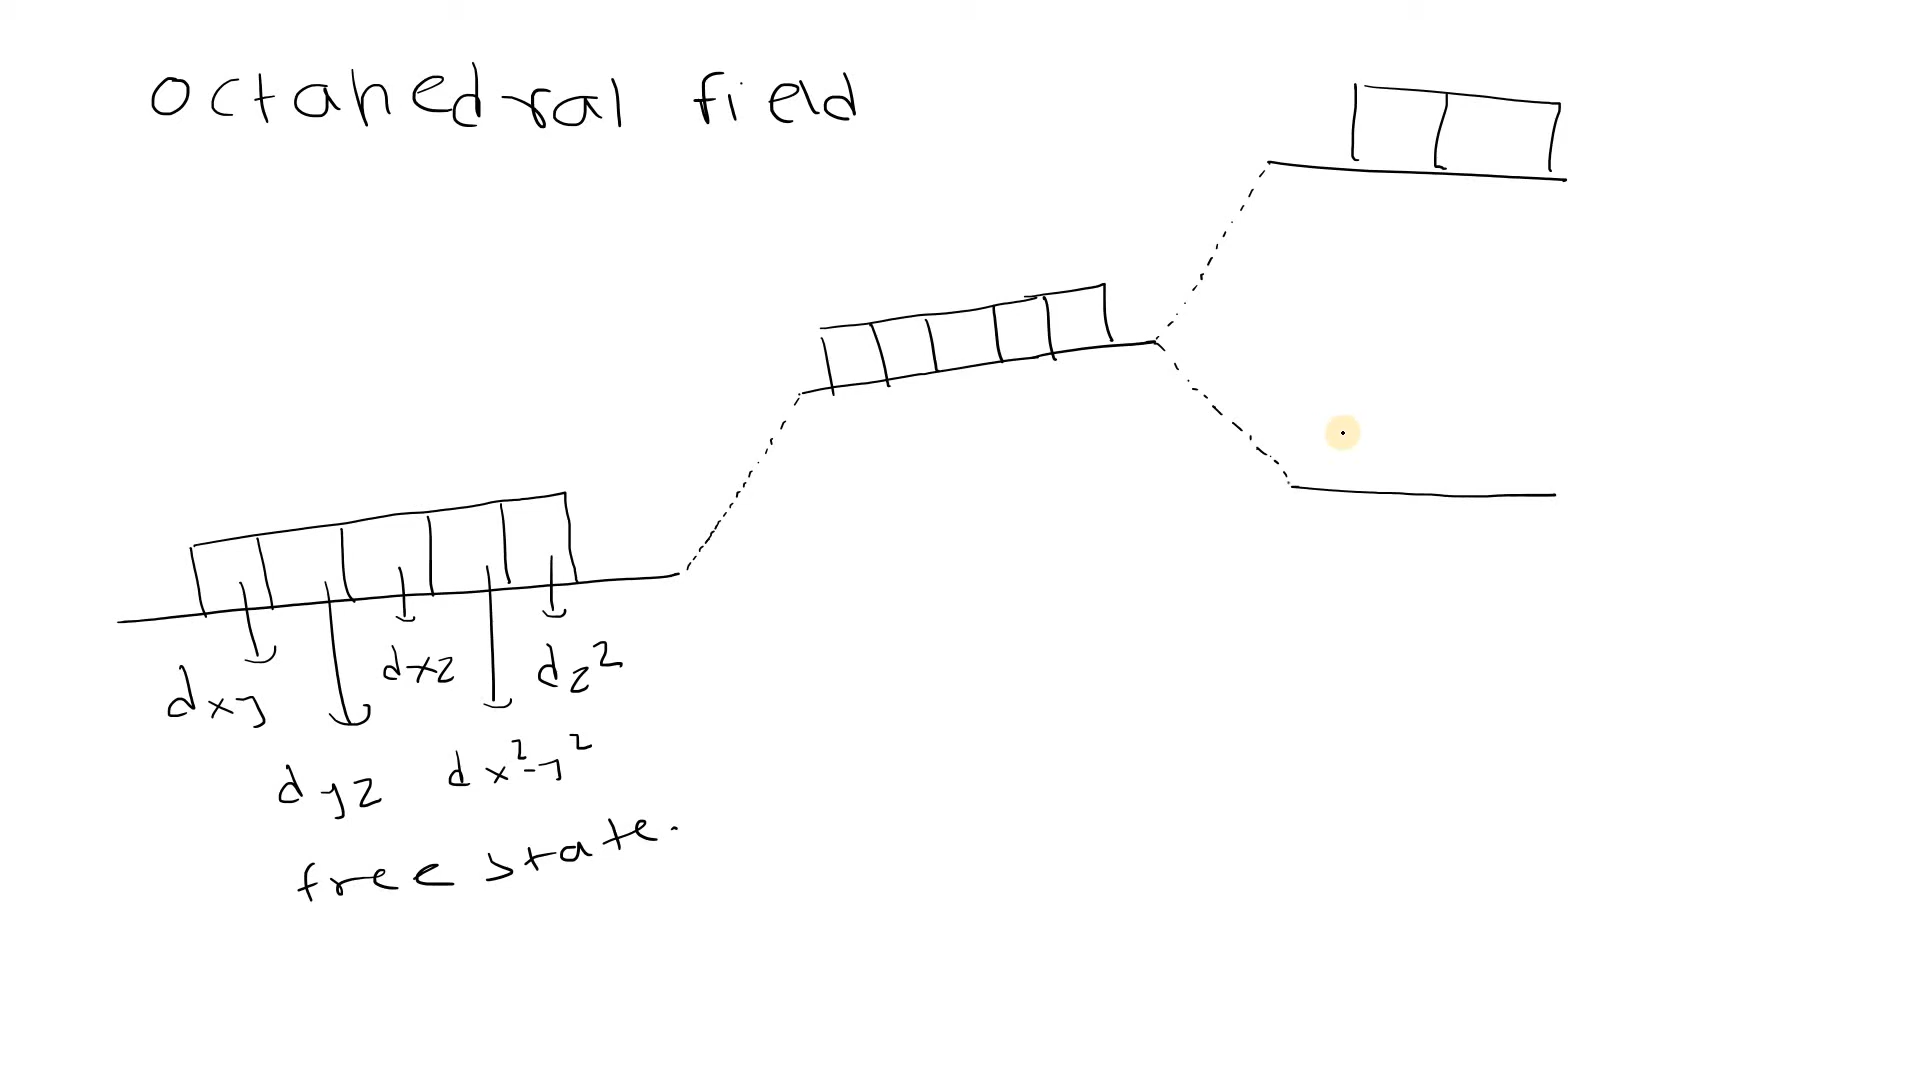 octahedral field
dxy
dyz
dxz
dx²-y²
dz²
free state.